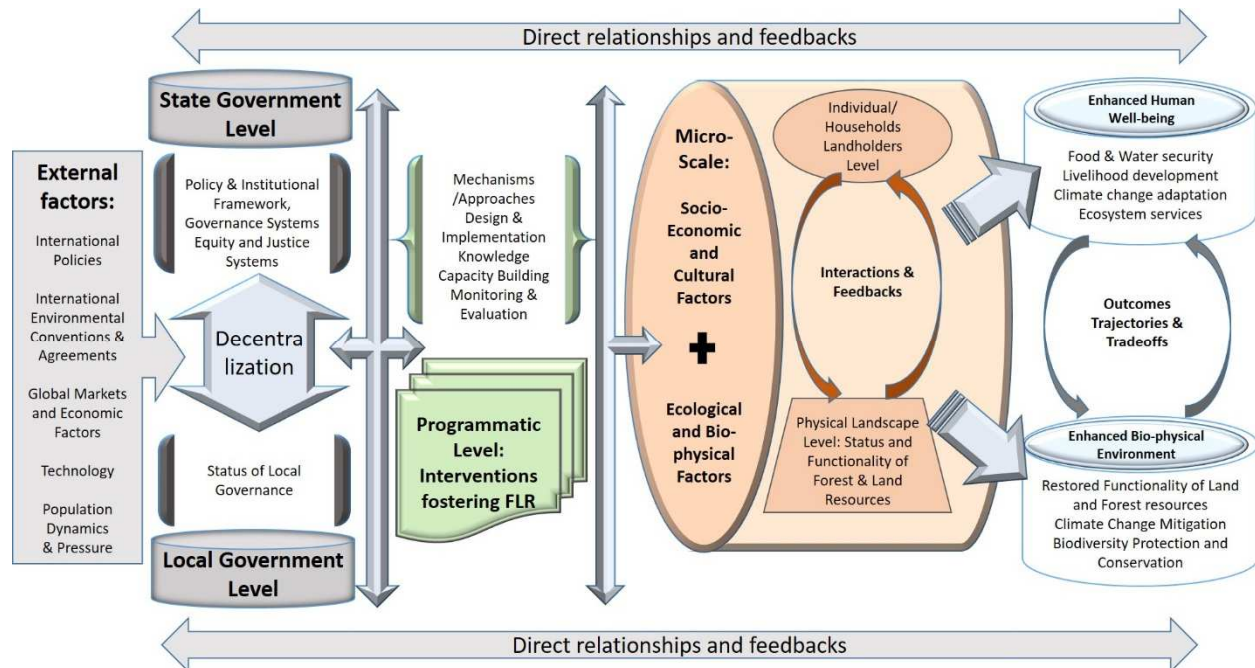 Direct relationships and feedbacks
External
factors:
International
Policies
International
Environmental
Conventions &
Agreements
Global Markets
and Economic
Factors
Technology
Population
Dynamics
& Pressure
State Government
Level
Policy & Institutional
Framework,
Governance Systems
Equity and Justice
Systems
Decentra
lization
Status of Local
Governance
Local Government
Level
Mechanisms
/Approaches
Design &
Implementation
Knowledge
Capacity Building
Monitoring &
Evaluation
Programmatic
Level:
Interventions
fostering FLR
Micro-
Scale:
Socio-
Economic
and
Cultural
Factors
+
Ecological
and Bio-
physical
Factors
Individual/
Households
Landholders
Level
Interactions &
Feedbacks
Physical Landscape
Level: Status and
Functionality of
Forest & Land
Resources
Enhanced Human
Well-being
Food & Water security
Livelihood development
Climate change adaptation
Ecosystem services
Outcomes
Trajectories &
Tradeoffs
Enhanced Bio-physical
Environment
Restored Functionality of Land
and Forest resources
Climate Change Mitigation
Biodiversity Protection and
Conservation
Direct relationships and feedbacks